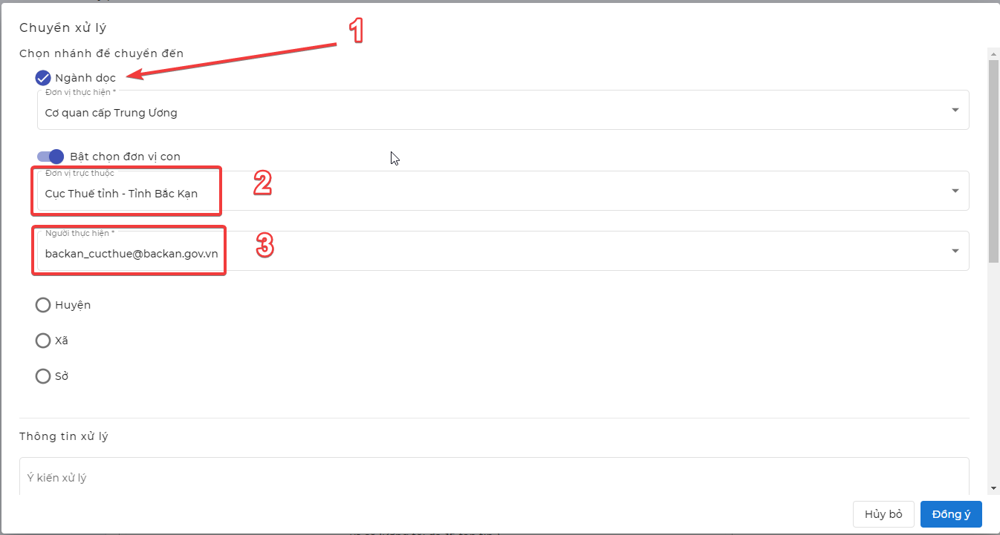 Chuyển xử lý
1
Chọn nhánh để chuyển đến
Ngành dọc
Đơn vị thực hiện *
Cơ quan cấp Trung Ương
Bật chọn đơn vị con
Đơn vị trực thuộc
Cục Thuế tỉnh - Tỉnh Bắc Kạn
2
Người thực hiện *
backan_cucthue@backan.gov.vn
3
Huyện
Xã
Sở
Thông tin xử lý
Ý kiến xử lý
Hủy bỏ
Đồng ý